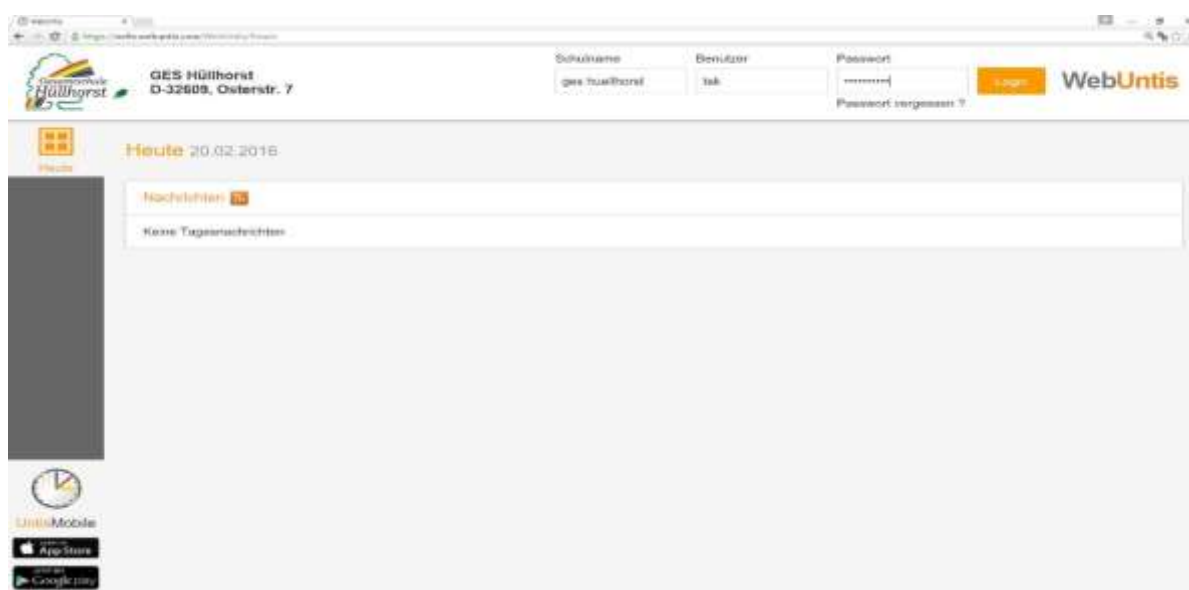 WebUntis
Schulname Benutzer Passwort
GES Hüllhorst
D-32609, Osterstr. 7
ges huellhorst
Login
WebUntis
Gesamtschule
Hüllhorst
Passwort vergessen ?
Heute
Heute 20.02.2016
Nachrichten
Keine Tagesnachrichten
UntisMobile
App Store
Google play